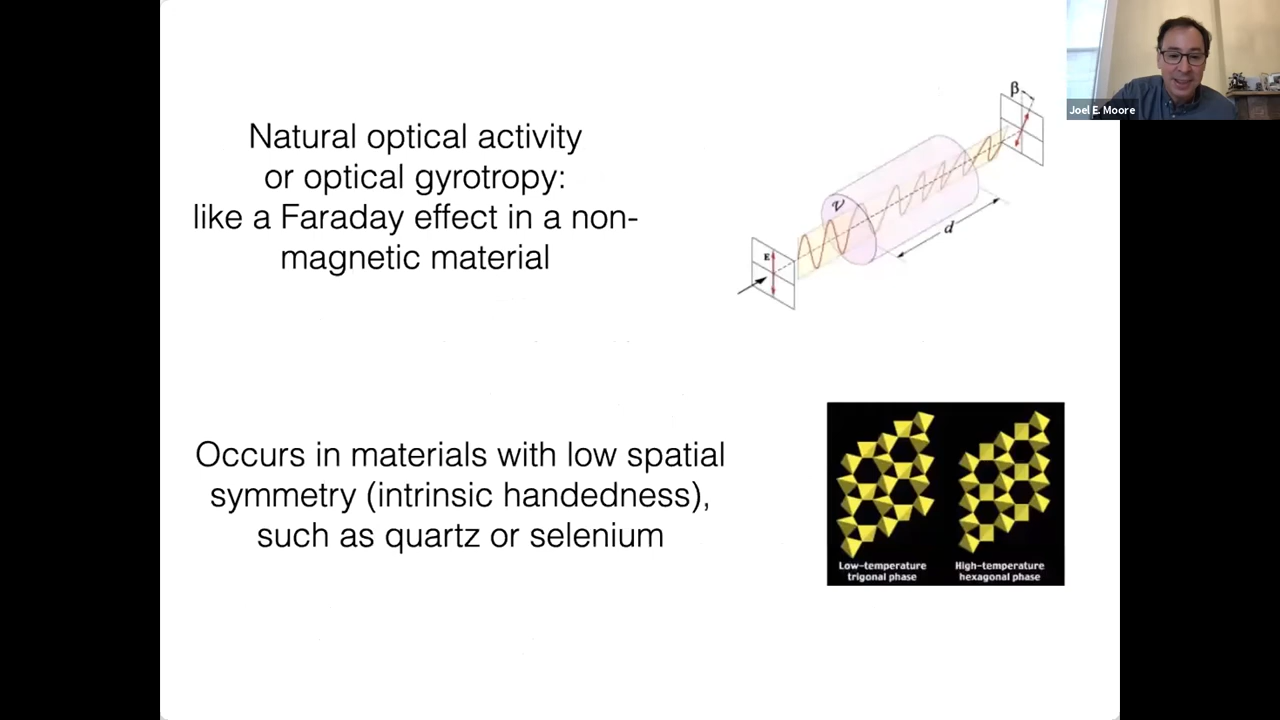 Natural optical activity
or optical gyrotropy:
like a Faraday effect in a non-
magnetic material
β
ν
d
E
Joel E. Moore
Occurs in materials with low spatial
symmetry (intrinsic handedness),
such as quartz or selenium
Low-temperature
trigonal phase
High-temperature
hexagonal phase